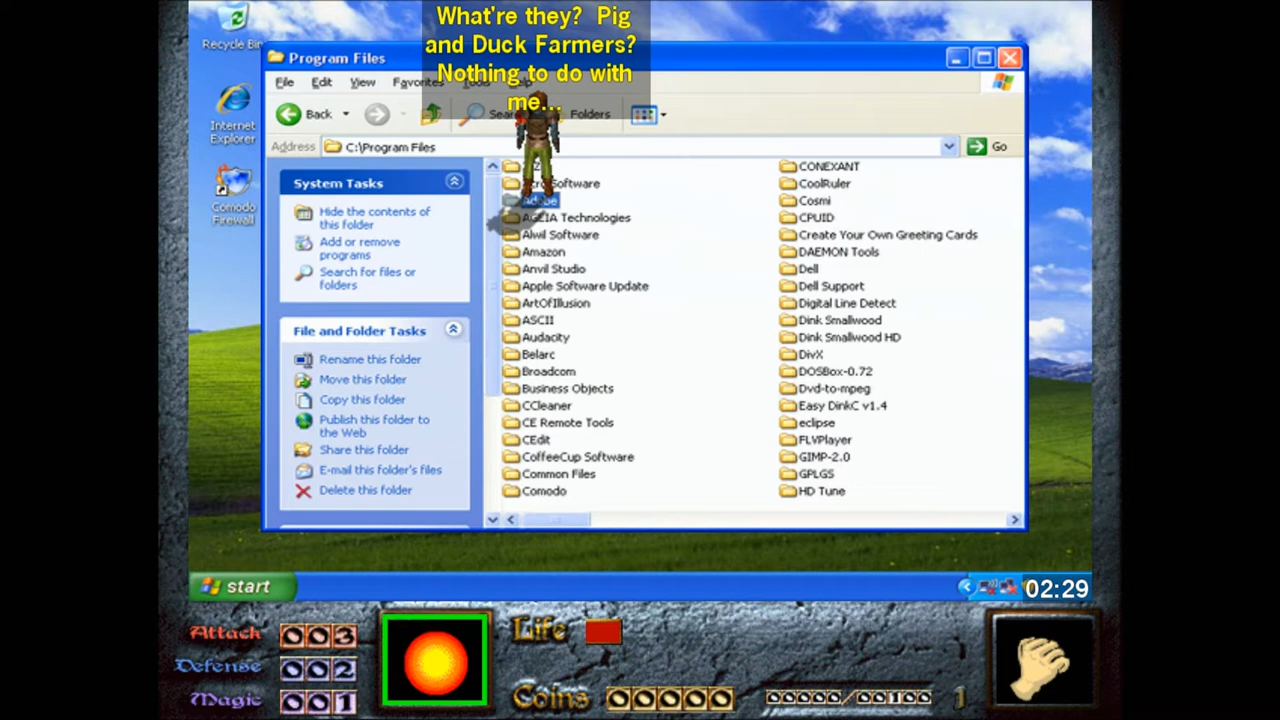 What're they? Pig
and Duck Farmers?
Nothing to do with
me...
Recycle Bin
Internet
Explorer
Comodo
Firewall
Program Files
File Edit View Favorites Tools Help
Back Folders
Address C:\Program Files Go
System Tasks
Hide the contents of
this folder
Add or remove
programs
Search for files or
folders
File and Folder Tasks
Rename this folder
Move this folder
Copy this folder
Publish this folder to
the Web
Share this folder
E-mail this folder's files
Delete this folder
Software
Adobe
AGEIA Technologies
Alwil Software
Amazon
Anvil Studio
Apple Software Update
ArtOfIllusion
ASCII
Audacity
Belarc
Broadcom
Business Objects
CCleaner
CE Remote Tools
CEdit
CoffeeCup Software
Common Files
Comodo
CONEXANT
CoolRuler
Cosmi
CPUID
Create Your Own Greeting Cards
DAEMON Tools
Dell
Dell Support
Digital Line Detect
Dink Smallwood
Dink Smallwood HD
DivX
DOSBox-0.72
Dvd-to-mpeg
Easy DinkC v1.4
eclipse
FLVPlayer
GIMP-2.0
GPLGS
HD Tune
start
02:29
Attack 003
Defense 002
Magic 001
Life
Coins 00000 00000/00100 1